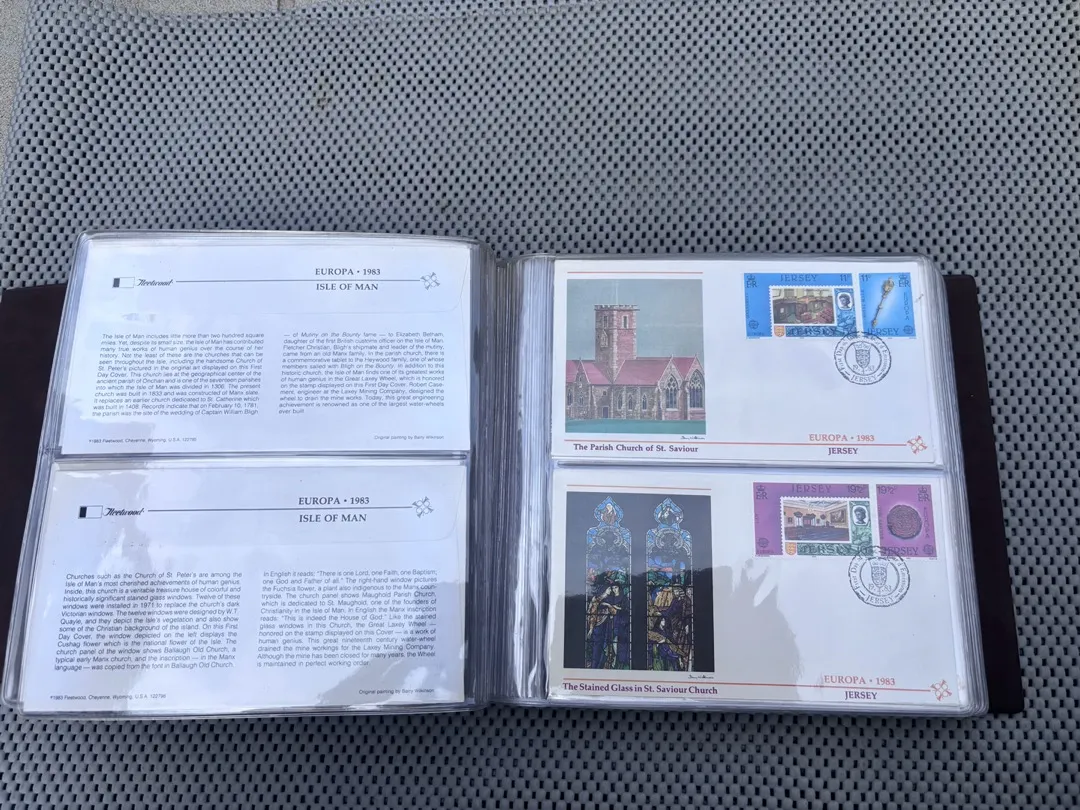 Fleetwood
EUROPA • 1983
ISLE OF MAN
The Isle of Man includes little more than two hundred square
miles. Yet, despite its small size, the Isle of Man has contributed
many true works of human genius over the course of her
history. Not the least of these are the churches that can be
seen throughout the Isle, including the handsome Church of
St. Peter's pictured in the original art displayed on this First
Day Cover. This church lies at the geographical center of the
ancient parish of Onchan and is one of the seventeen parishes
into which the Isle of Man was divided in 1306. The present
church was built in 1833 and was constructed of Manx slate.
It replaces an earlier church dedicated to St. Catherine which
was built in 1408. Records indicate that on February 10, 1781,
the parish was the site of the wedding of Captain William Bligh
— of Mutiny on the Bounty fame — to Elizabeth Betham,
daughter of the first British customs officer on the Isle of Man.
Fletcher Christian, Bligh's shipmate and leader of the mutiny,
came from an old Manx family. In the parish church, there is
a commemorative tablet to the Heywood family, one of whose
members sailed with Bligh on the Bounty. In addition to this
historic church, the Isle of Man finds one of its greatest works
of human genius in the Great Laxey Wheel, which is honored
on the stamp displayed on this First Day Cover. Robert Case-
ment, engineer at the Laxey Mining Company, designed the
wheel to drain the mine works. Today, this great engineering
achievement is renowned as one of the largest water-wheels
ever built.
©1983 Fleetwood, Cheyenne, Wyoming, U.S.A. 122795
Original painting by Barry Wilkinson
Fleetwood
EUROPA • 1983
ISLE OF MAN
Churches such as the Church of St. Peter's are among the
Isle of Man's most cherished achievements of human genius.
Inside, this church is a veritable treasure house of colorful and
historically significant stained glass windows. Twelve of these
windows were installed in 1971 to replace the church's dark
Victorian windows. The twelve windows were designed by W.T.
Quayle, and they depict the Isle's vegetation and also show
some of the Christian background of the island. On this First
Day Cover, the window depicted on the left displays the
Cushag flower which is the national flower of the Isle. The
church panel of the window shows Ballaugh Old Church, a
typical early Manx church, and the inscription — in the Manx
language — was copied from the font in Ballaugh Old Church.
In English it reads: "There is one Lord, one Faith, one Baptism,
one God and Father of all." The right-hand window pictures
the Fuchsia flower, a plant also indigenous to the Manx coun-
tryside. The church panel shows Maughold Parish Church,
which is dedicated to St. Maughold, one of the founders of
Christianity in the Isle of Man. In English the Manx inscription
reads: "This is indeed the House of God." Like the stained
glass windows in this Church, the Great Laxey Wheel —
honored on the stamp displayed on this Cover — is a work of
human genius. This great nineteenth century water-wheel
drained the mine workings for the Laxey Mining Company.
Although the mine has been closed for many years, the Wheel
is maintained in perfect working order.
©1983 Fleetwood, Cheyenne, Wyoming, U.S.A. 122796
Original painting by Barry Wilkinson
JERSEY 11p
11p
JERSEY
JERSEY
EUROPA
JERSEY
The Parish Church of St. Saviour
EUROPA • 1983
JERSEY
JERSEY 19½p
19½p
JERSEY
JERSEY
EUROPA
JERSEY
The Stained Glass in St. Saviour Church
EUROPA • 1983
JERSEY